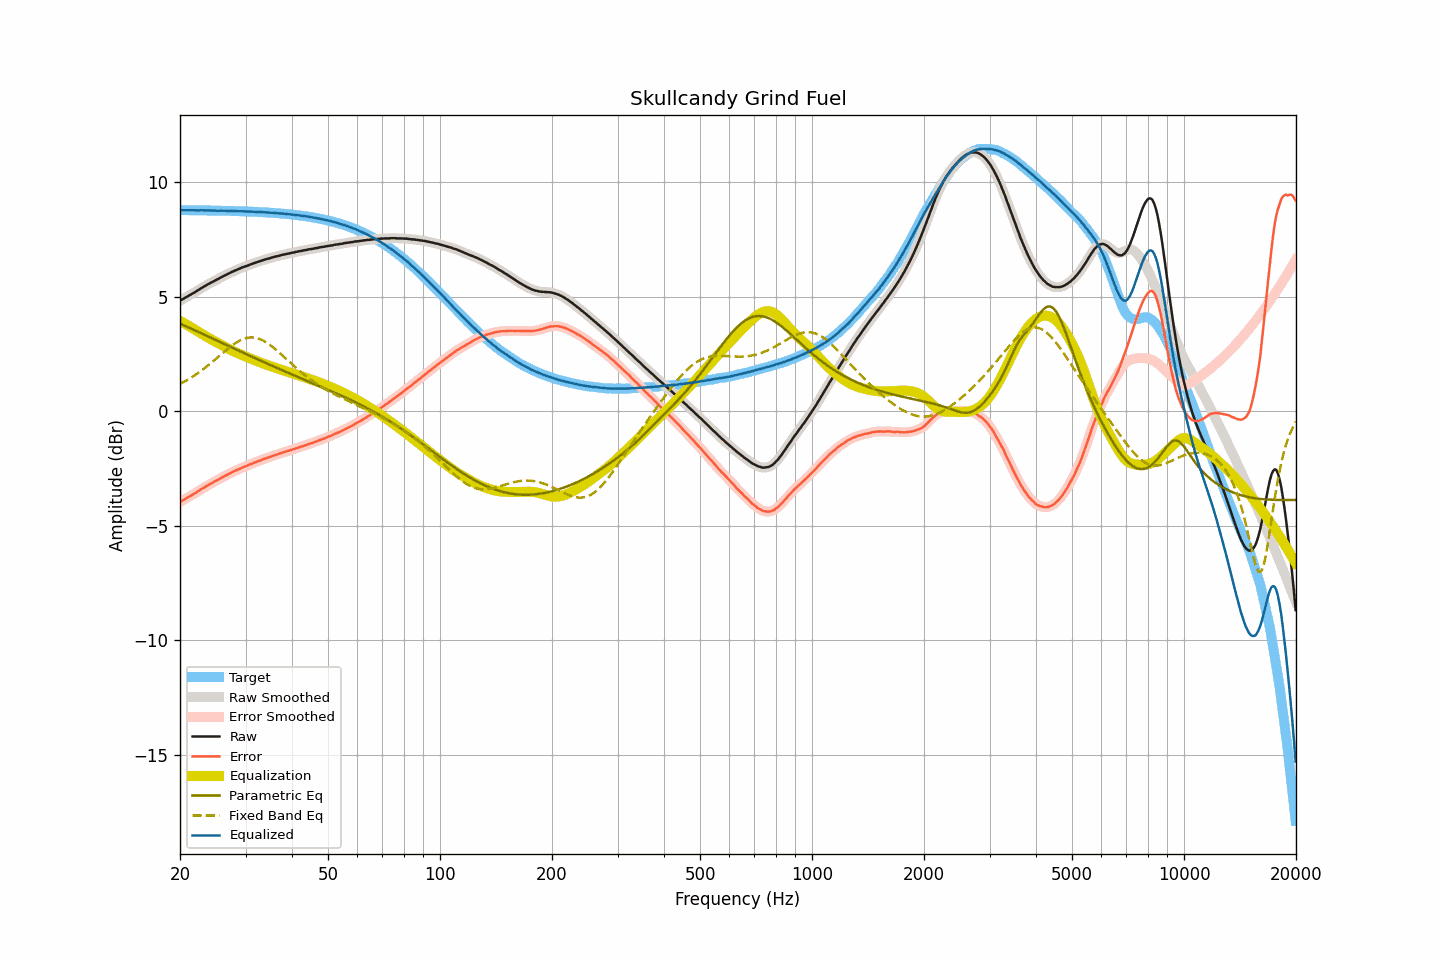 Skullcandy Grind Fuel
Amplitude (dBr)
10
5
0
−5
−10
−15
Target
Raw Smoothed
Error Smoothed
Raw
Error
Equalization
Parametric Eq
Fixed Band Eq
Equalized
20 50 100 200 500 1000 2000 5000 10000 20000
Frequency (Hz)